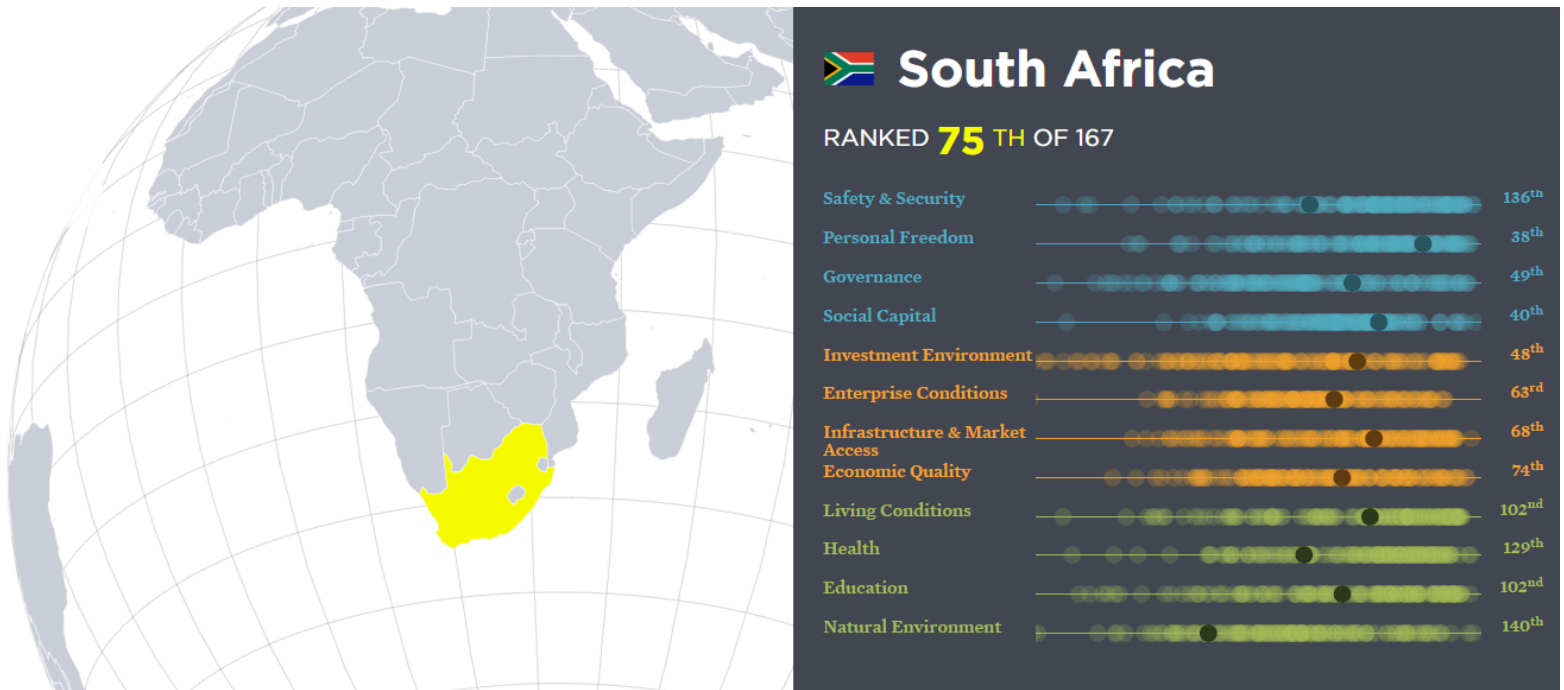 South Africa
RANKED 75 TH OF 167
Safety & Security 136th
Personal Freedom 38th
Governance 49th
Social Capital 40th
Investment Environment 48th
Enterprise Conditions 63rd
Infrastructure & Market
Access 68th
Economic Quality 74th
Living Conditions 102nd
Health 129th
Education 102nd
Natural Environment 140th